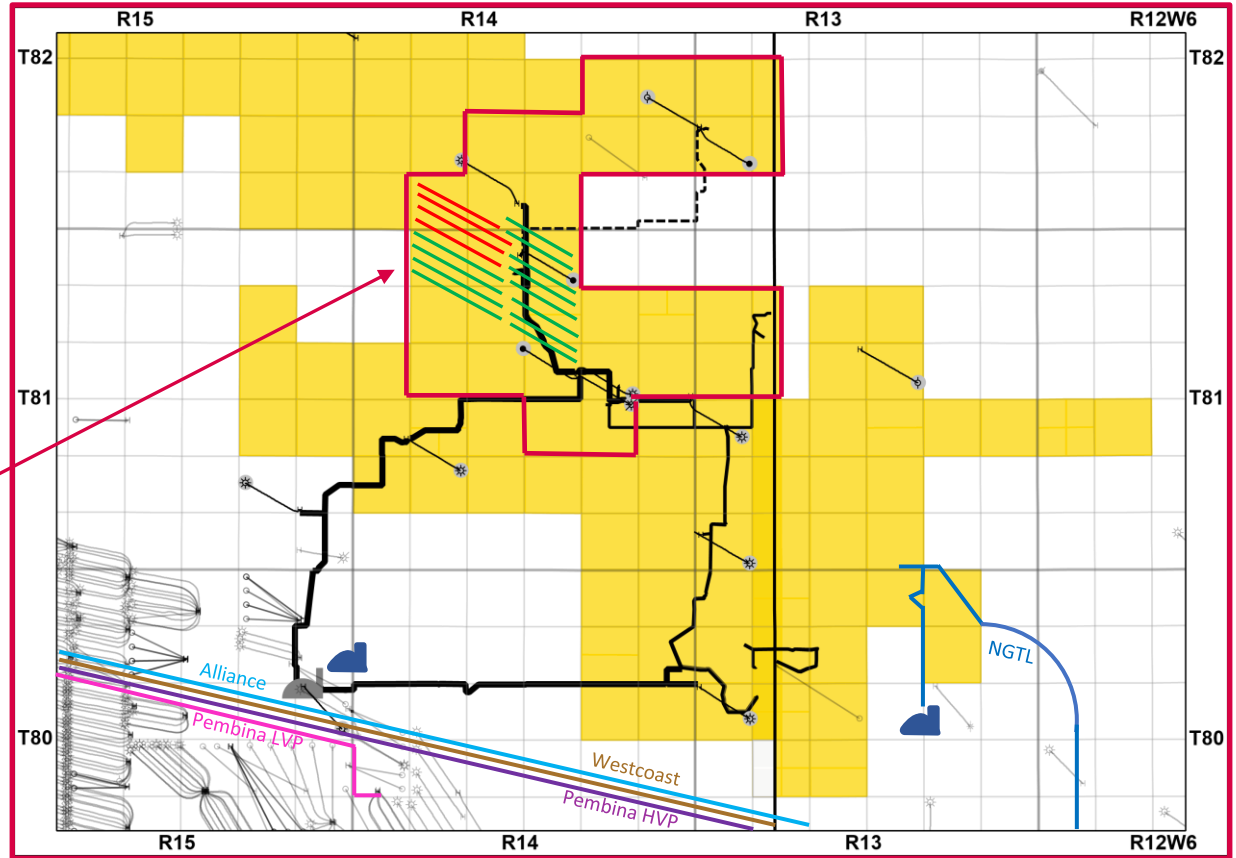 R15 R14 R13 R12W6
T82 T82
T81 T81
NGTL
Alliance
Pembina LVP
T80 T80
Westcoast
Pembina HVP
R15 R14 R13 R12W6